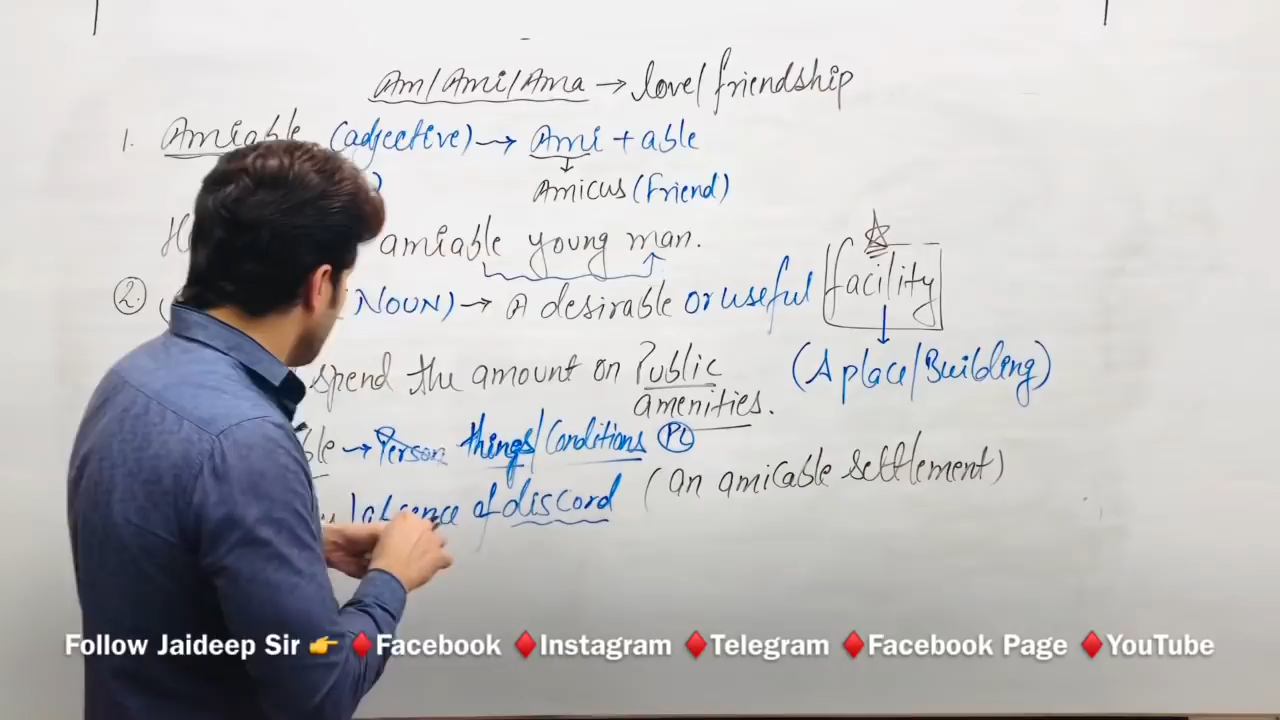 Am/Ami/Ama → love/friendship
1. Amiable (adjective) → Ami + able
Amicus (Friend)
amiable young man.
2. NOUN) → A desirable or useful facility
(A place/Building)
spend the amount on Public
amenities.
→ Person things/Conditions PL
absence of discord (an amicable settlement)
Follow Jaideep Sir 👉 ♦Facebook ♦Instagram ♦Telegram ♦Facebook Page ♦YouTube